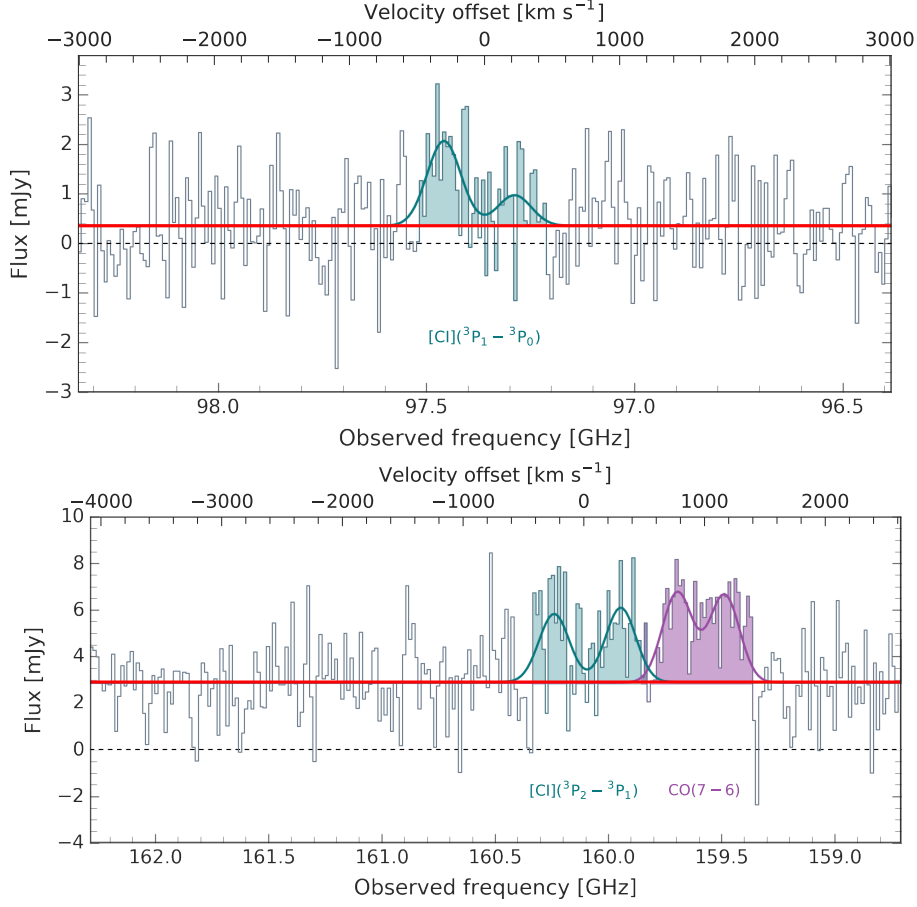 Velocity offset [km s⁻¹]
−3000 −2000 −1000 0 1000 2000 3000
3
2
1
0
−1
−2
−3
Flux [mJy]
[CI](³P₁ − ³P₀)
98.0 97.5 97.0 96.5
Observed frequency [GHz]
Velocity offset [km s⁻¹]
−4000 −3000 −2000 −1000 0 1000 2000
10
8
6
4
2
0
−2
−4
Flux [mJy]
[CI](³P₂ − ³P₁) CO(7 − 6)
162.0 161.5 161.0 160.5 160.0 159.5 159.0
Observed frequency [GHz]